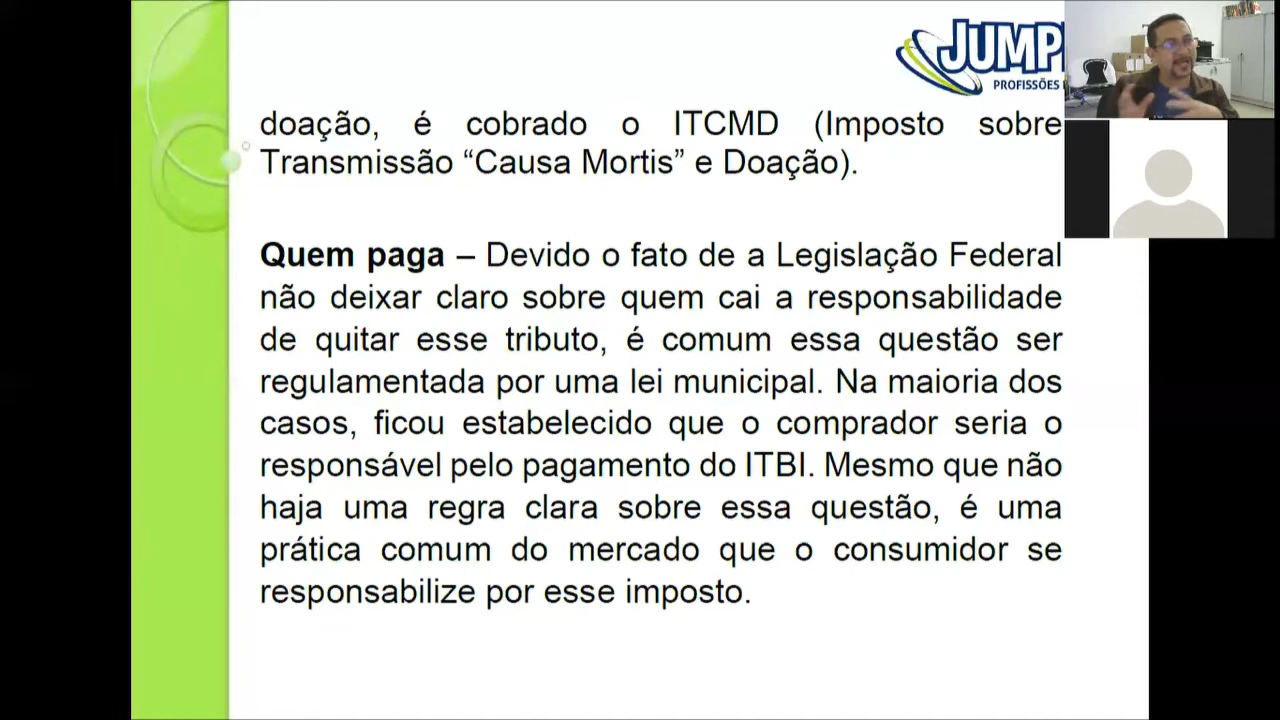 JUMP
PROFISSÕES
doação, é cobrado o ITCMD (Imposto sobre
Transmissão “Causa Mortis” e Doação).
Quem paga – Devido o fato de a Legislação Federal
não deixar claro sobre quem cai a responsabilidade
de quitar esse tributo, é comum essa questão ser
regulamentada por uma lei municipal. Na maioria dos
casos, ficou estabelecido que o comprador seria o
responsável pelo pagamento do ITBI. Mesmo que não
haja uma regra clara sobre essa questão, é uma
prática comum do mercado que o consumidor se
responsabilize por esse imposto.